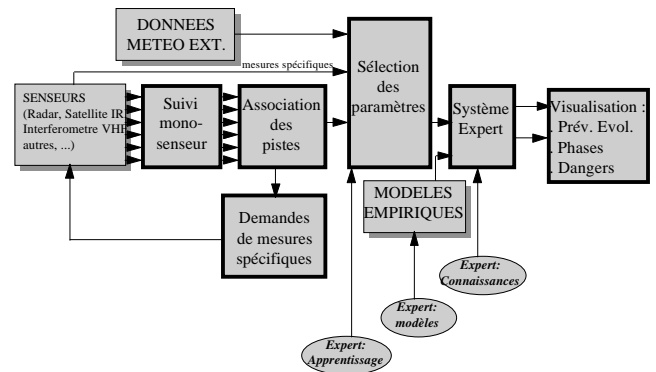 DONNEES
METEO EXT.
mesures spécifiques
SENSEURS
(Radar, Satellite IR,
Interferometre VHF
autres, ...)
Suivi
mono-
senseur
Association
des
pistes
Sélection
des
paramètres
Système
Expert
Visualisation :
. Prév. Evol.
. Phases
. Dangers
MODELES
EMPIRIQUES
Demandes
de mesures
spécifiques
Expert:
Connaissances
Expert:
modèles
Expert:
Apprentissage